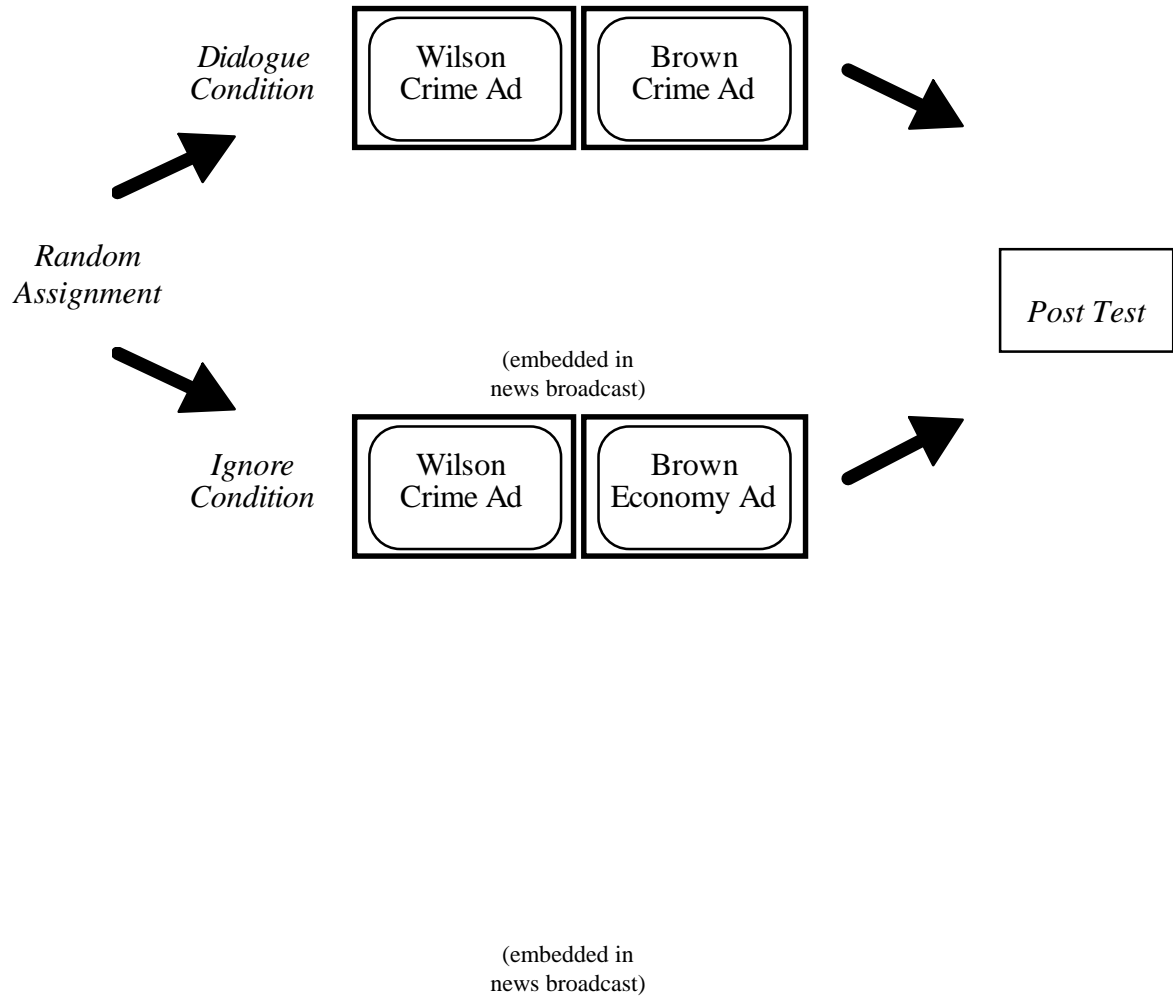 Dialogue
Condition
Wilson
Crime Ad
Brown
Crime Ad
Random
Assignment
Post Test
(embedded in
news broadcast)
Ignore
Condition
Wilson
Crime Ad
Brown
Economy Ad
(embedded in
news broadcast)